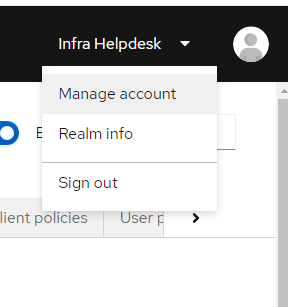 Infra Helpdesk
Manage account
E
Realm info
Sign out
lient policies
User p